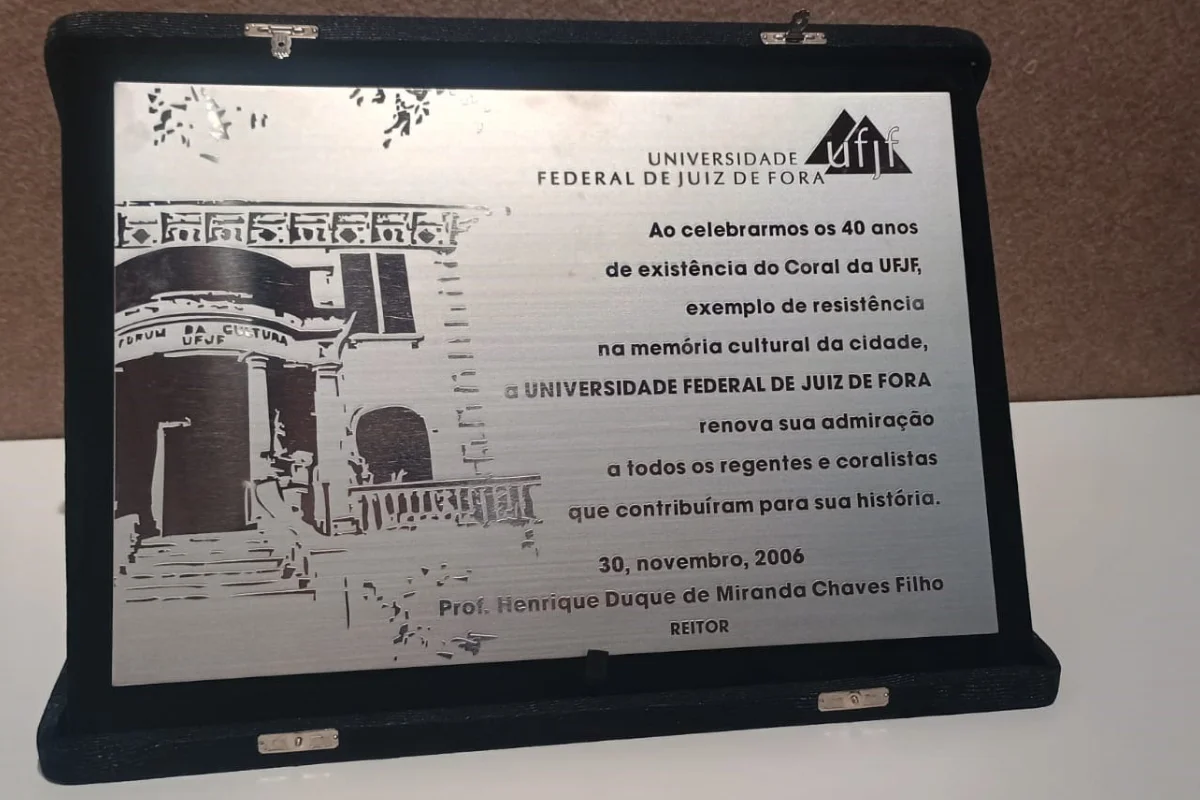 UNIVERSIDADE
FEDERAL DE JUIZ DE FORA
ufjf
Ao celebrarmos os 40 anos
de existência do Coral da UFJF,
exemplo de resistência
na memória cultural da cidade,
a UNIVERSIDADE FEDERAL DE JUIZ DE FORA
renova sua admiração
a todos os regentes e coralistas
que contribuíram para sua história.
30, novembro, 2006
Prof. Henrique Duque de Miranda Chaves Filho
REITOR
FORUM DA CULTURA
UFJF